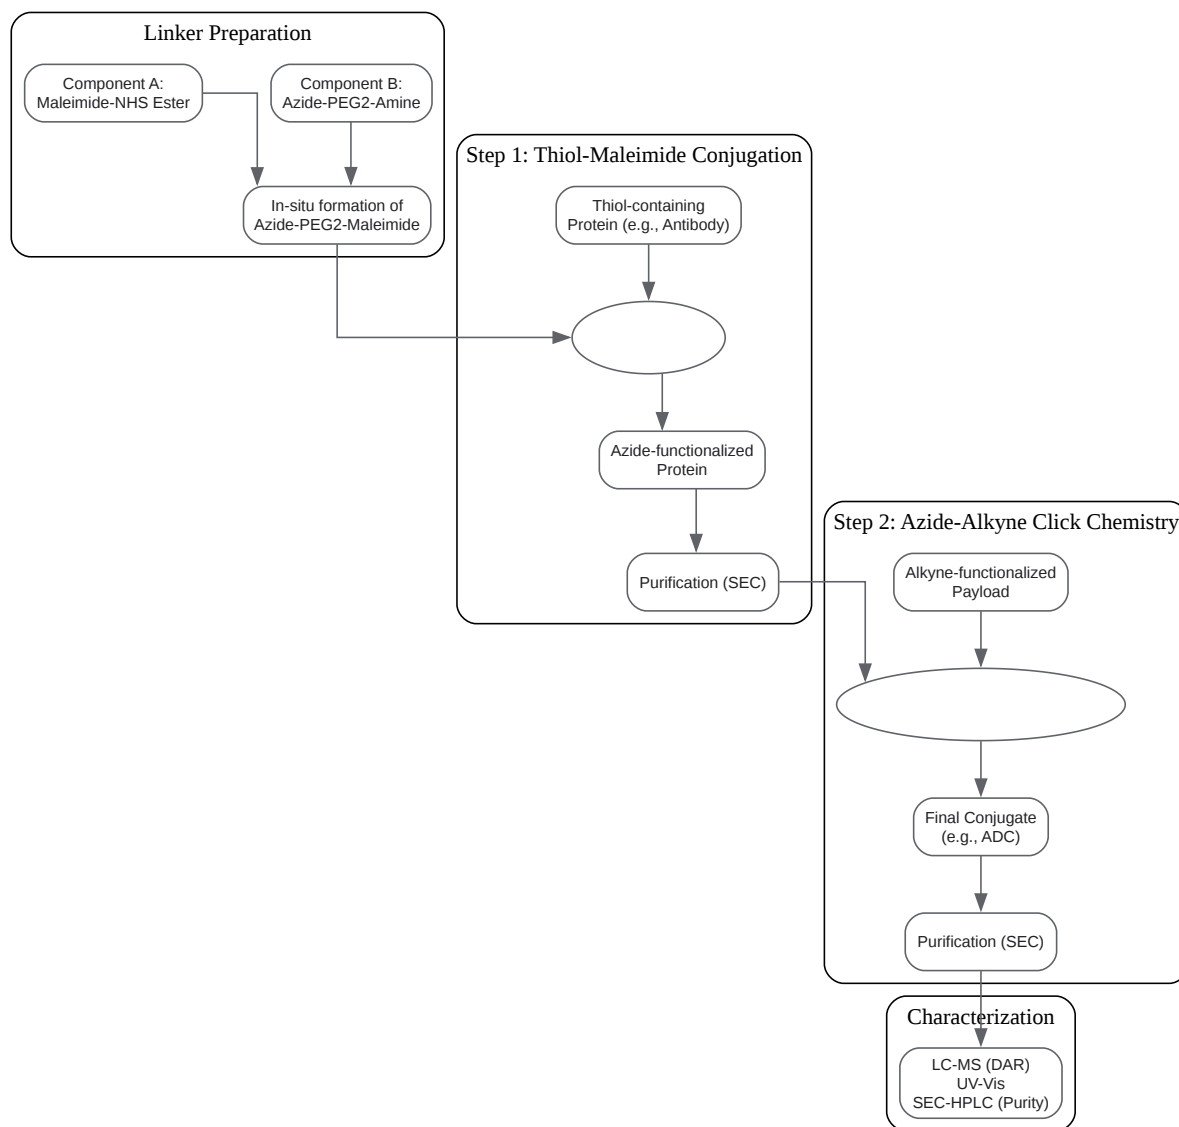 Linker Preparation
Component A:
Maleimide-NHS Ester
Component B:
Azide-PEG2-Amine
In-situ formation of
Azide-PEG2-Maleimide
Step 1: Thiol-Maleimide Conjugation
Thiol-containing
Protein (e.g., Antibody)
Azide-functionalized
Protein
Purification (SEC)
Step 2: Azide-Alkyne Click Chemistry
Alkyne-functionalized
Payload
Final Conjugate
(e.g., ADC)
Purification (SEC)
Characterization
LC-MS (DAR)
UV-Vis
SEC-HPLC (Purity)